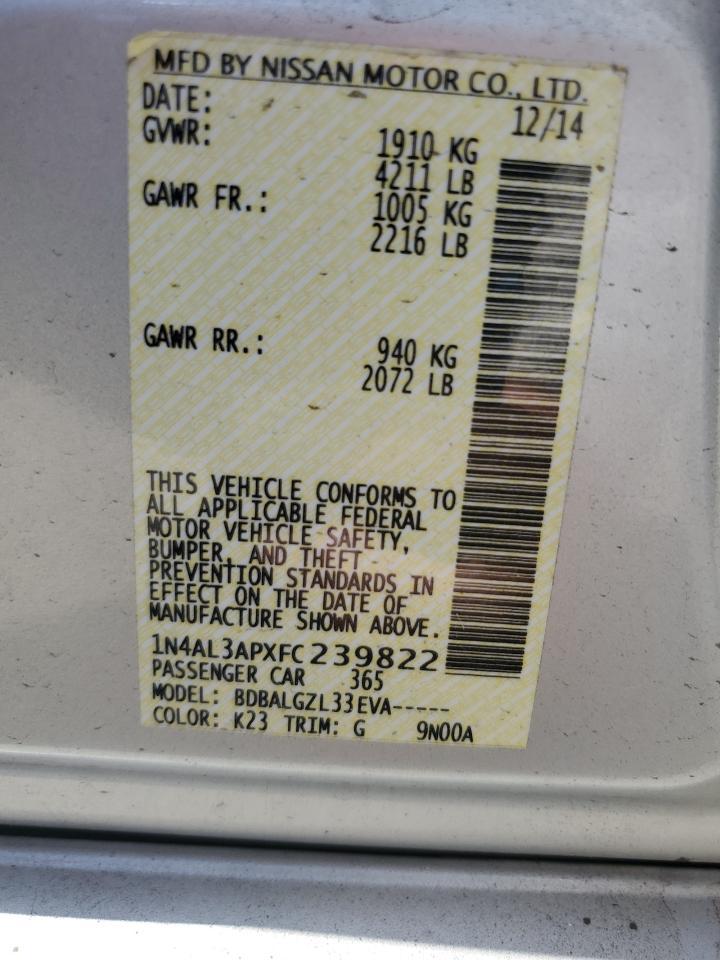 MFD BY NISSAN MOTOR CO., LTD.
DATE: 12/14
GVWR: 1910 KG
4211 LB
GAWR FR.: 1005 KG
2216 LB
GAWR RR.: 940 KG
2072 LB
THIS VEHICLE CONFORMS TO
ALL APPLICABLE FEDERAL
MOTOR VEHICLE SAFETY,
BUMPER, AND THEFT
PREVENTION STANDARDS IN
EFFECT ON THE DATE OF
MANUFACTURE SHOWN ABOVE.
1N4AL3APXFC239822
PASSENGER CAR 365
MODEL: BDBALGZL33EVA-----
COLOR: K23 TRIM: G 9N00A